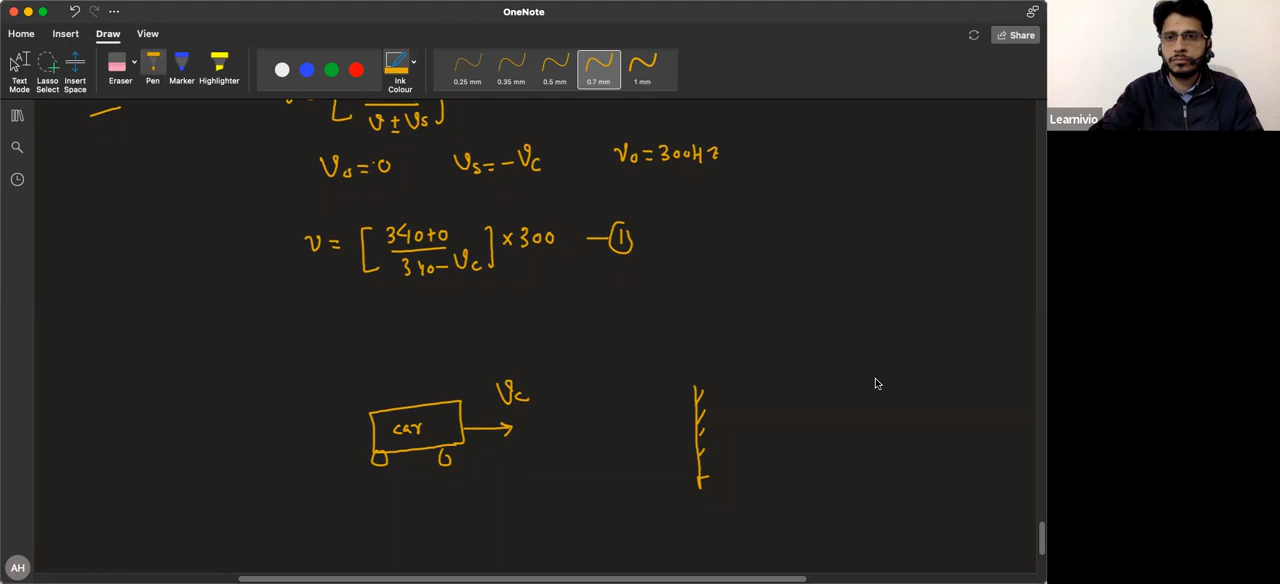 OneNote
Home Insert Draw View
Share
Text Mode
Lasso Select
Insert Space
Eraser
Pen
Marker
Highlighter
Ink Colour
0.25 mm
0.35 mm
0.5 mm
0.7 mm
1 mm
Learnivio
v ± vs
v₀ = 0 vs = -vc ν₀ = 300Hz
ν = [ 340+0 / 340-vc ] × 300 — ①
vc
car
AH